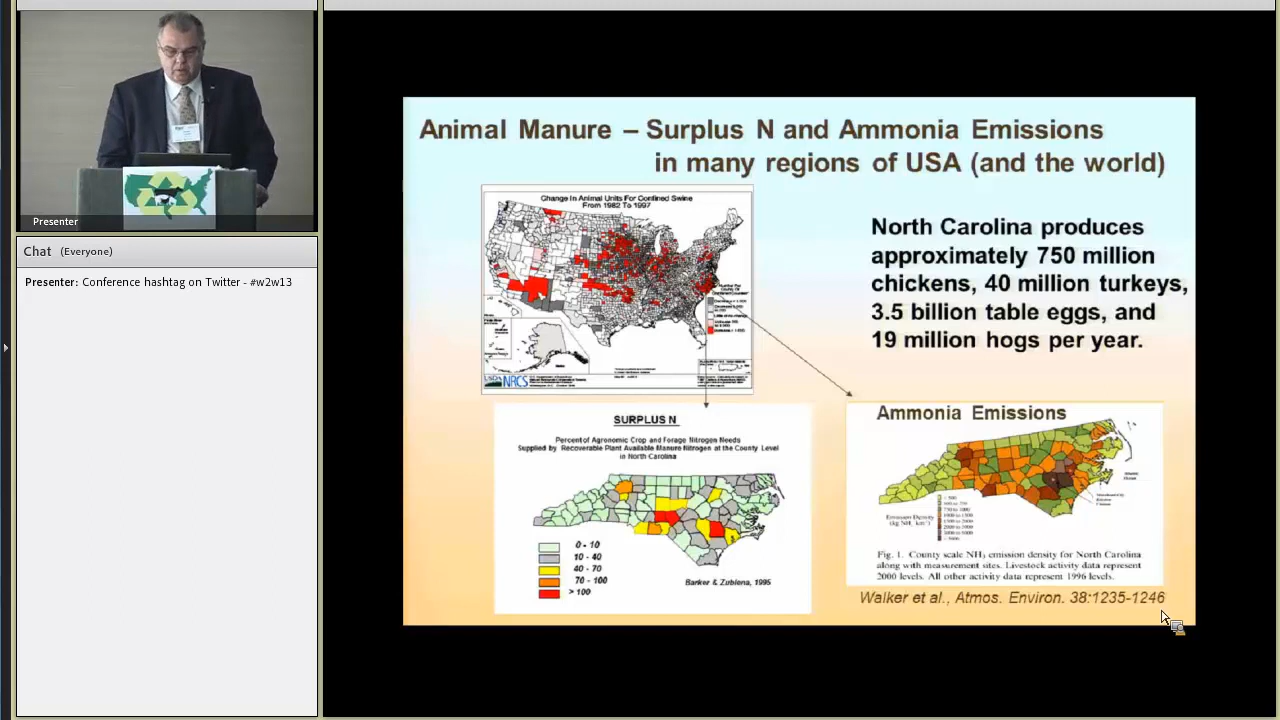 Presenter
Chat (Everyone)
Presenter: Conference hashtag on Twitter - #w2w13
Animal Manure – Surplus N and Ammonia Emissions
in many regions of USA (and the world)
Change In Animal Units For Confined Swine
From 1982 To 1997
NRCS
North Carolina produces
approximately 750 million
chickens, 40 million turkeys,
3.5 billion table eggs, and
19 million hogs per year.
SURPLUS N
Percent of Agronomic Crop and Forage Nitrogen Needs
Supplied by Recoverable Plant Available Manure Nitrogen at the County Level
in North Carolina
0 - 10
10 - 40
40 - 70
70 - 100
> 100
Barker & Zublena, 1995
Ammonia Emissions
Emission Density
Fig. 1. County scale NH3 emission density for North Carolina
along with measurement sites. Livestock activity data represent
2000 levels. All other activity data represent 1996 levels.
Walker et al., Atmos. Environ. 38:1235-1246